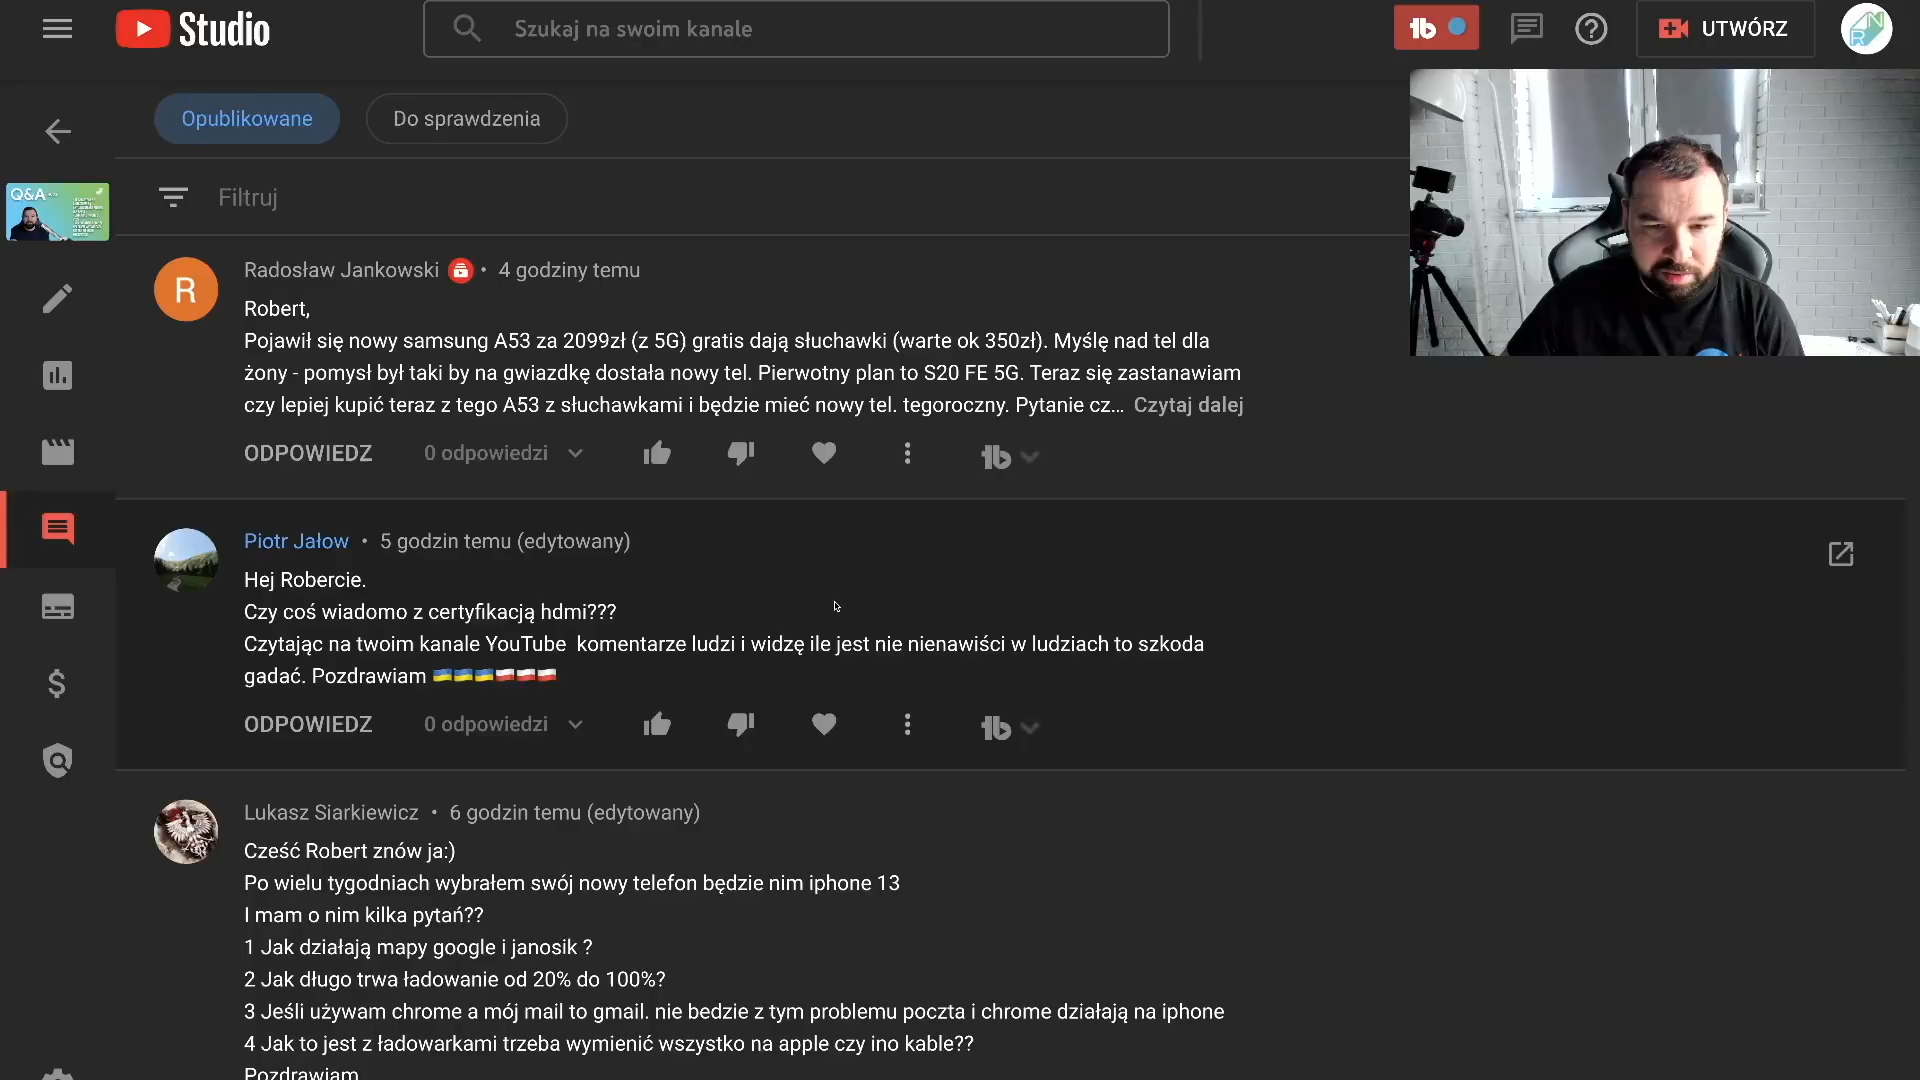 Studio
Szukaj na swoim kanale
UTWÓRZ
Opublikowane
Do sprawdzenia
Filtruj
Q&A
R
Radosław Jankowski • 4 godziny temu
Robert,
Pojawił się nowy samsung A53 za 2099zł (z 5G) gratis dają słuchawki (warte ok 350zł). Myślę nad tel dla
żony - pomysł był taki by na gwiazdkę dostała nowy tel. Pierwotny plan to S20 FE 5G. Teraz się zastanawiam
czy lepiej kupić teraz z tego A53 z słuchawkami i będzie mieć nowy tel. tegoroczny. Pytanie cz... Czytaj dalej
ODPOWIEDZ 0 odpowiedzi
Piotr Jałow • 5 godzin temu (edytowany)
Hej Robercie.
Czy coś wiadomo z certyfikacją hdmi???
Czytając na twoim kanale YouTube komentarze ludzi i widzę ile jest nie nienawiści w ludziach to szkoda
gadać. Pozdrawiam 🇺🇦🇺🇦🇺🇦🇵🇱🇵🇱🇵🇱
ODPOWIEDZ 0 odpowiedzi
Lukasz Siarkiewicz • 6 godzin temu (edytowany)
Cześć Robert znów ja:)
Po wielu tygodniach wybrałem swój nowy telefon będzie nim iphone 13
I mam o nim kilka pytań??
1 Jak działają mapy google i janosik ?
2 Jak długo trwa ładowanie od 20% do 100%?
3 Jeśli używam chrome a mój mail to gmail. nie bedzie z tym problemu poczta i chrome działają na iphone
4 Jak to jest z ładowarkami trzeba wymienić wszystko na apple czy ino kable??
Pozdrawiam